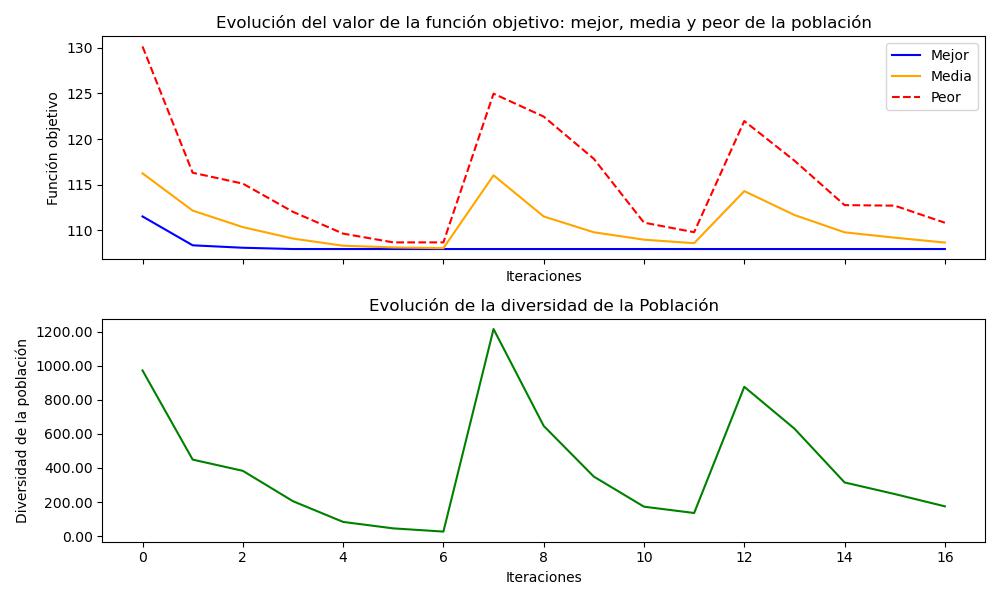 Evolución del valor de la función objetivo: mejor, media y peor de la población
130
125
120
115
110
Función objetivo
Mejor
Media
Peor
Iteraciones
Evolución de la diversidad de la Población
1200.00
1000.00
800.00
600.00
400.00
200.00
0.00
Diversidad de la población
0 2 4 6 8 10 12 14 16
Iteraciones